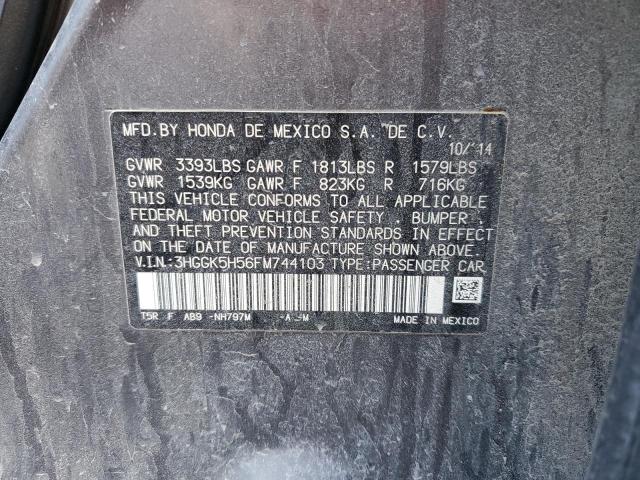 MFD.BY HONDA DE MEXICO S.A. DE C.V.
10/'14
GVWR 3393LBS GAWR F 1813LBS R 1579LBS
GVWR 1539KG GAWR F 823KG R 716KG
THIS VEHICLE CONFORMS TO ALL APPLICABLE
FEDERAL MOTOR VEHICLE SAFETY , BUMPER ,
AND THEFT PREVENTION STANDARDS IN EFFECT
ON THE DATE OF MANUFACTURE SHOWN ABOVE.
V.I.N.:3HGGK5H56FM744103 TYPE:PASSENGER CAR
T5R F AB9 -NH797M -A -M MADE IN MEXICO